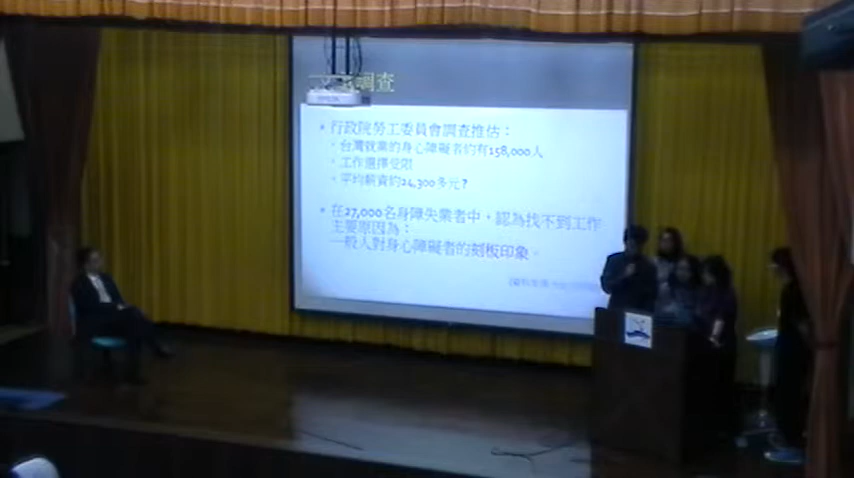 調查
• 行政院勞工委員會調查推估：
• 台灣就業的身心障礙者約有158,000人
• 工作選擇受限
• 平均薪資約24,300多元?
• 在27,000名身障失業者中，認為找不到工作
主要原因為：
一般人對身心障礙者的刻板印象。